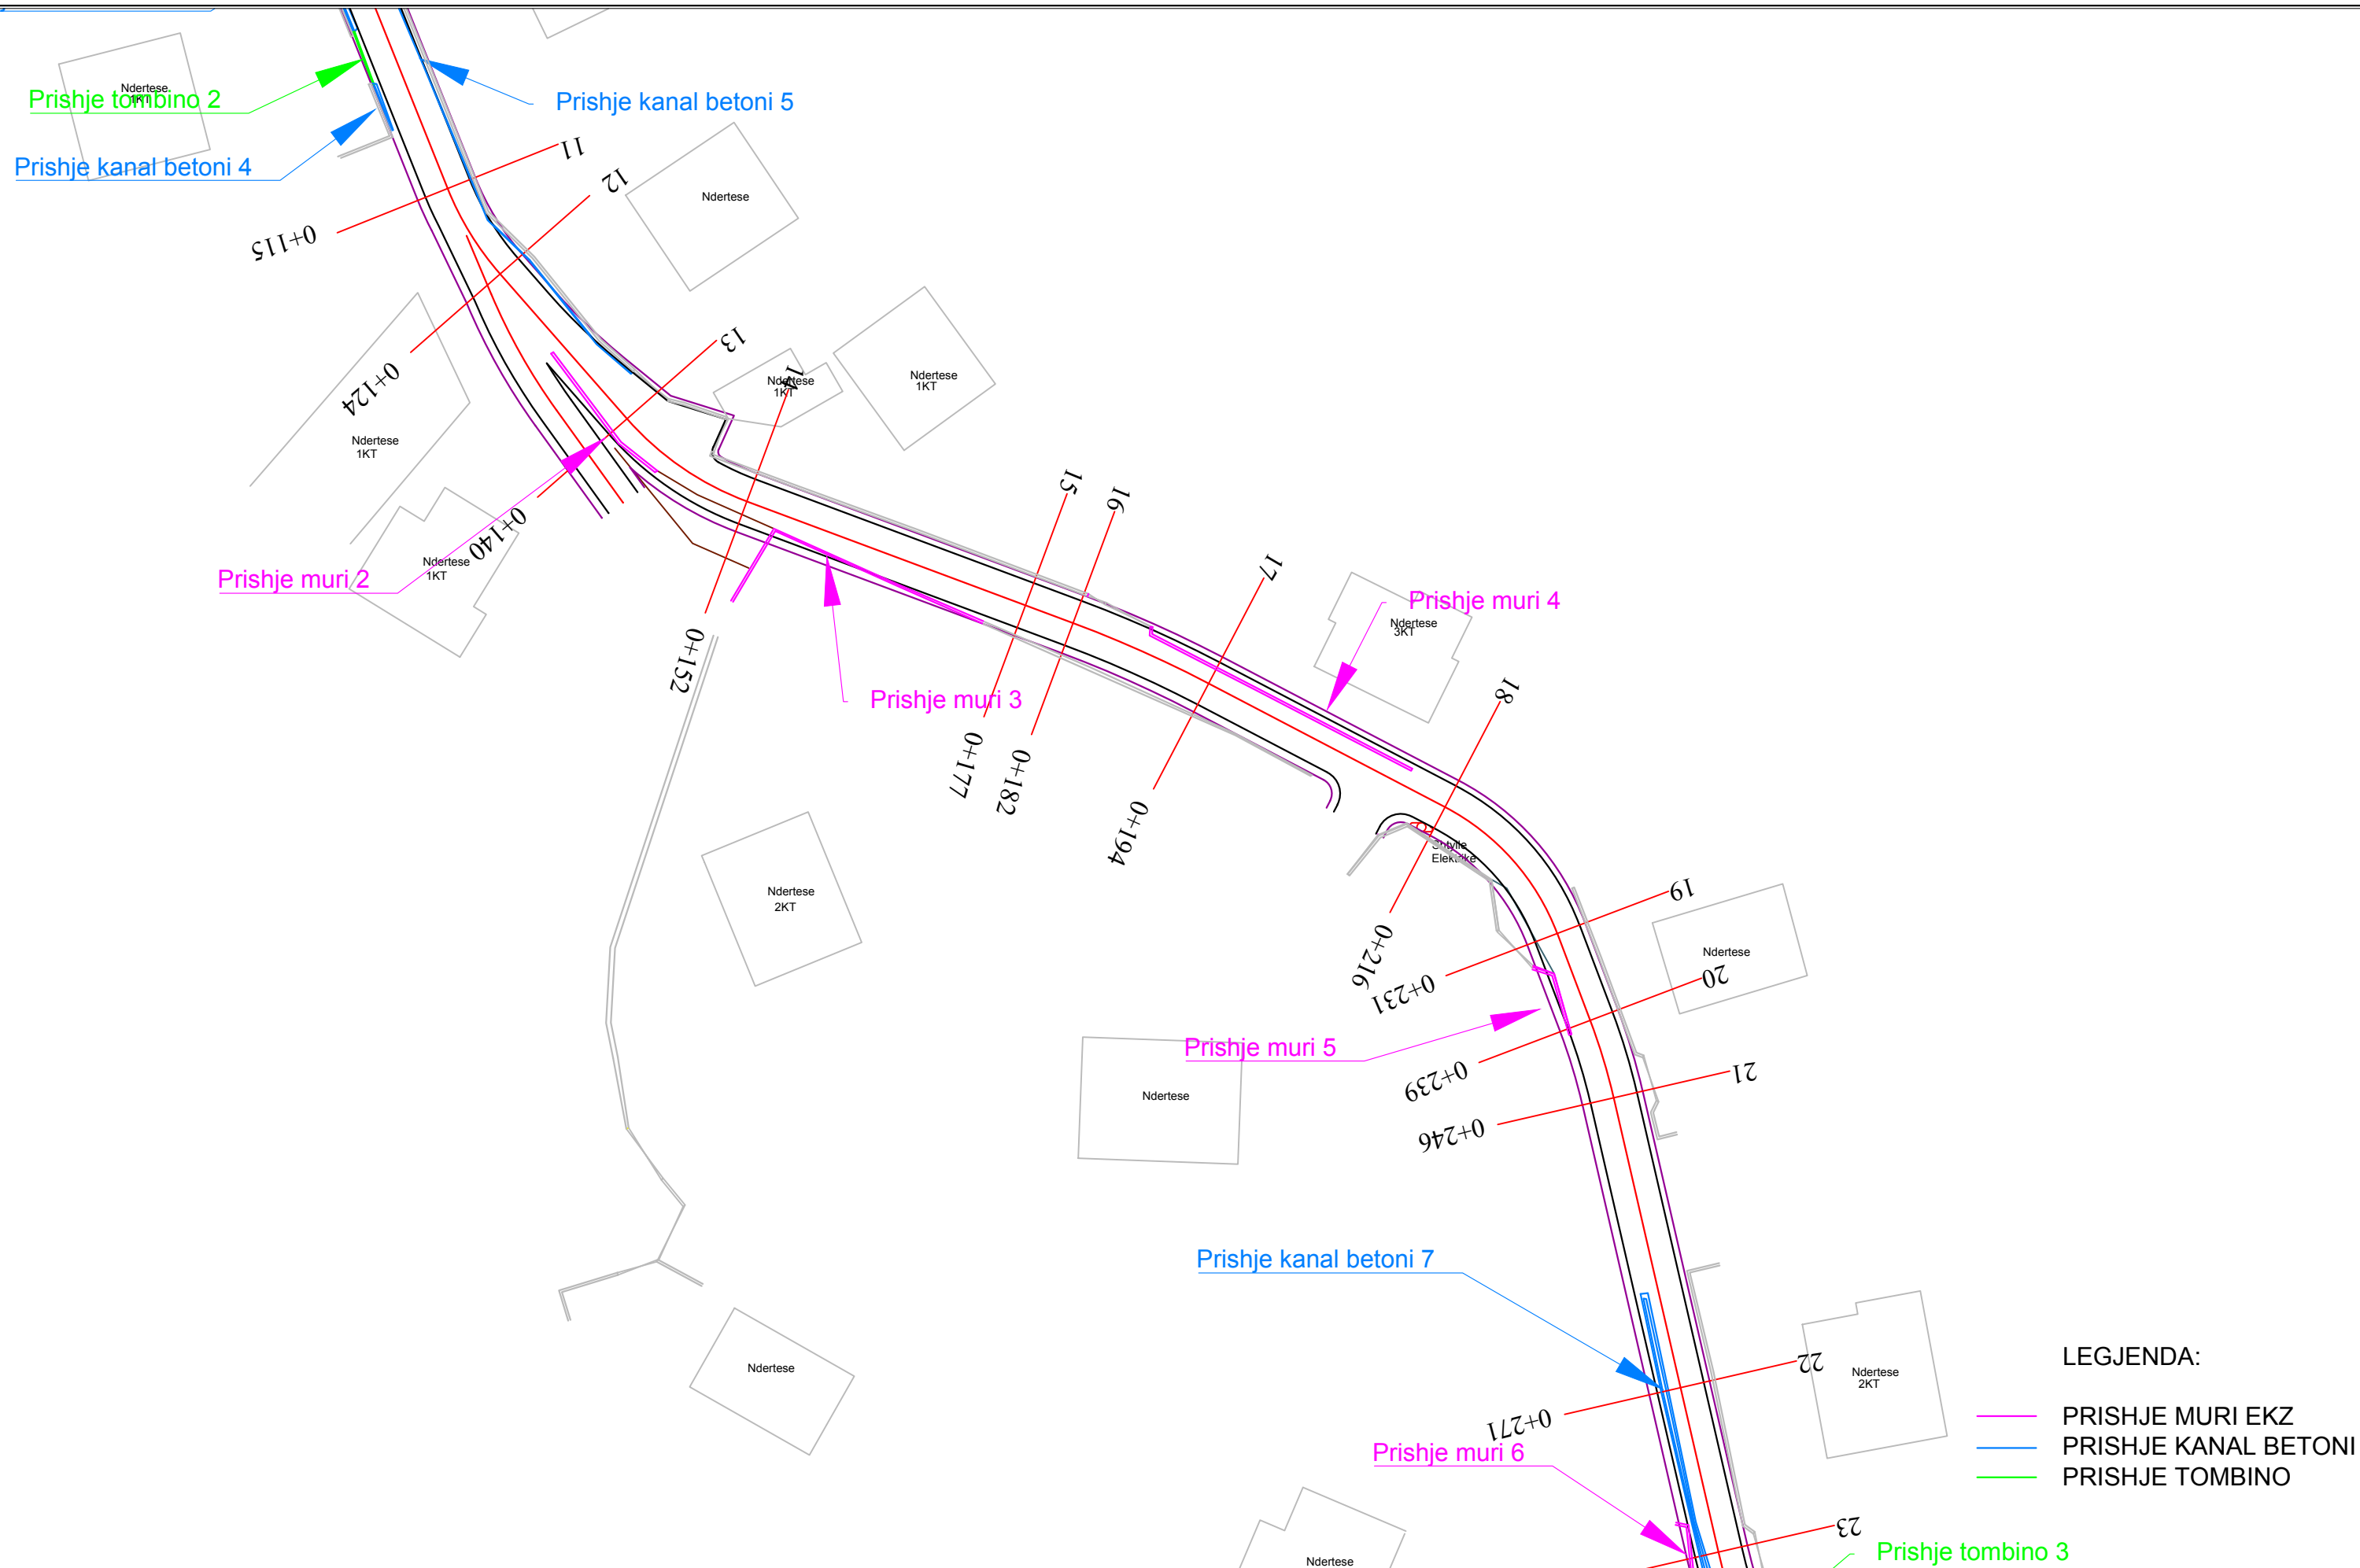 Ndertese
1KT
Prishje tombino 2
Prishje kanal betoni 5
Prishje kanal betoni 4
11
0+115
12
Ndertese
0+124
13
Ndertese
1KT
14
Ndertese
1KT
Ndertese
1KT
0+140
Ndertese
1KT
Prishje muri 2
15
16
17
Prishje muri 4
Ndertese
3KT
0+152
Prishje muri 3
18
0+177
0+182
0+194
Elektrike
Ndertese
2KT
19
0+216
0+231
Ndertese
20
Prishje muri 5
0+239
21
Ndertese
0+246
Prishje kanal betoni 7
Ndertese
22
Ndertese
2KT
0+271
LEGJENDA:
PRISHJE MURI EKZ
PRISHJE KANAL BETONI
PRISHJE TOMBINO
Prishje muri 6
23
Prishje tombino 3
Ndertese